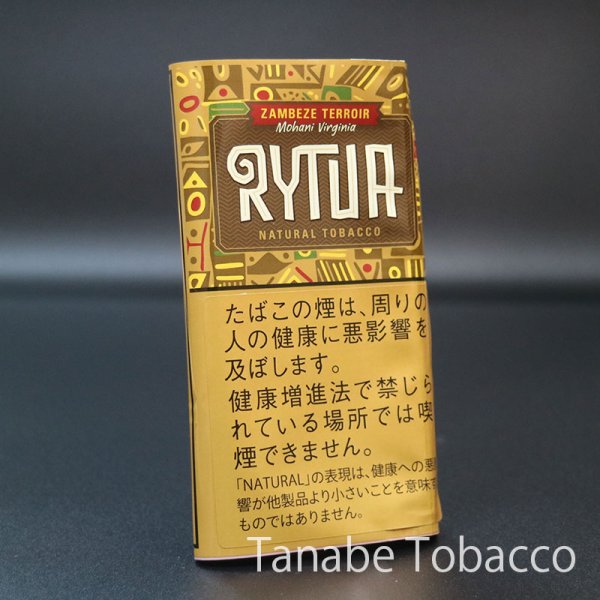 ZAMBEZE TERROIR
Mohani Virginia
RYTUA
NATURAL TOBACCO
たばこの煙は、周りの
人の健康に悪影響を
及ぼします。
健康増進法で禁じら
れている場所では喫
煙できません。
「NATURAL」の表現は、健康への悪
響が他製品より小さいことを意味す
ものではありません。
Tanabe Tobacco